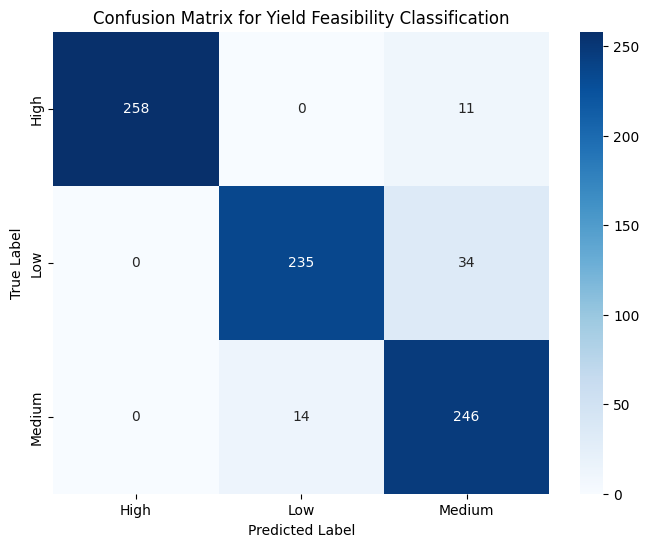 Confusion Matrix for Yield Feasibility Classification
True Label
High
258
0
11
Low
0
235
34
Medium
0
14
246
High
Low
Medium
Predicted Label
250
200
150
100
50
0